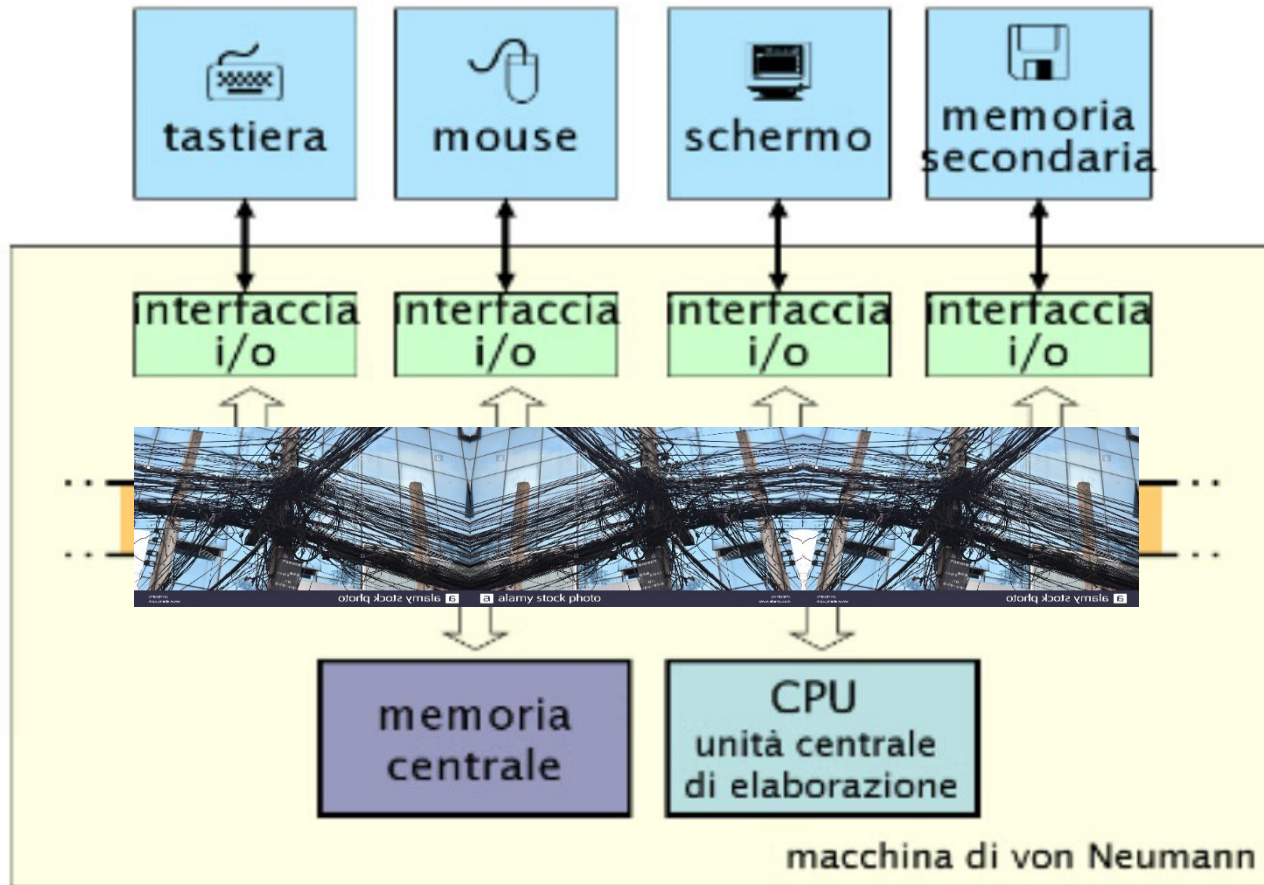 tastiera
mouse
schermo
memoria
secondaria
interfaccia
i/o
interfaccia
i/o
interfaccia
i/o
interfaccia
i/o
alamy stock photo
a alamy stock photo
alamy stock photo
memoria
centrale
CPU
unità centrale
di elaborazione
macchina di von Neumann